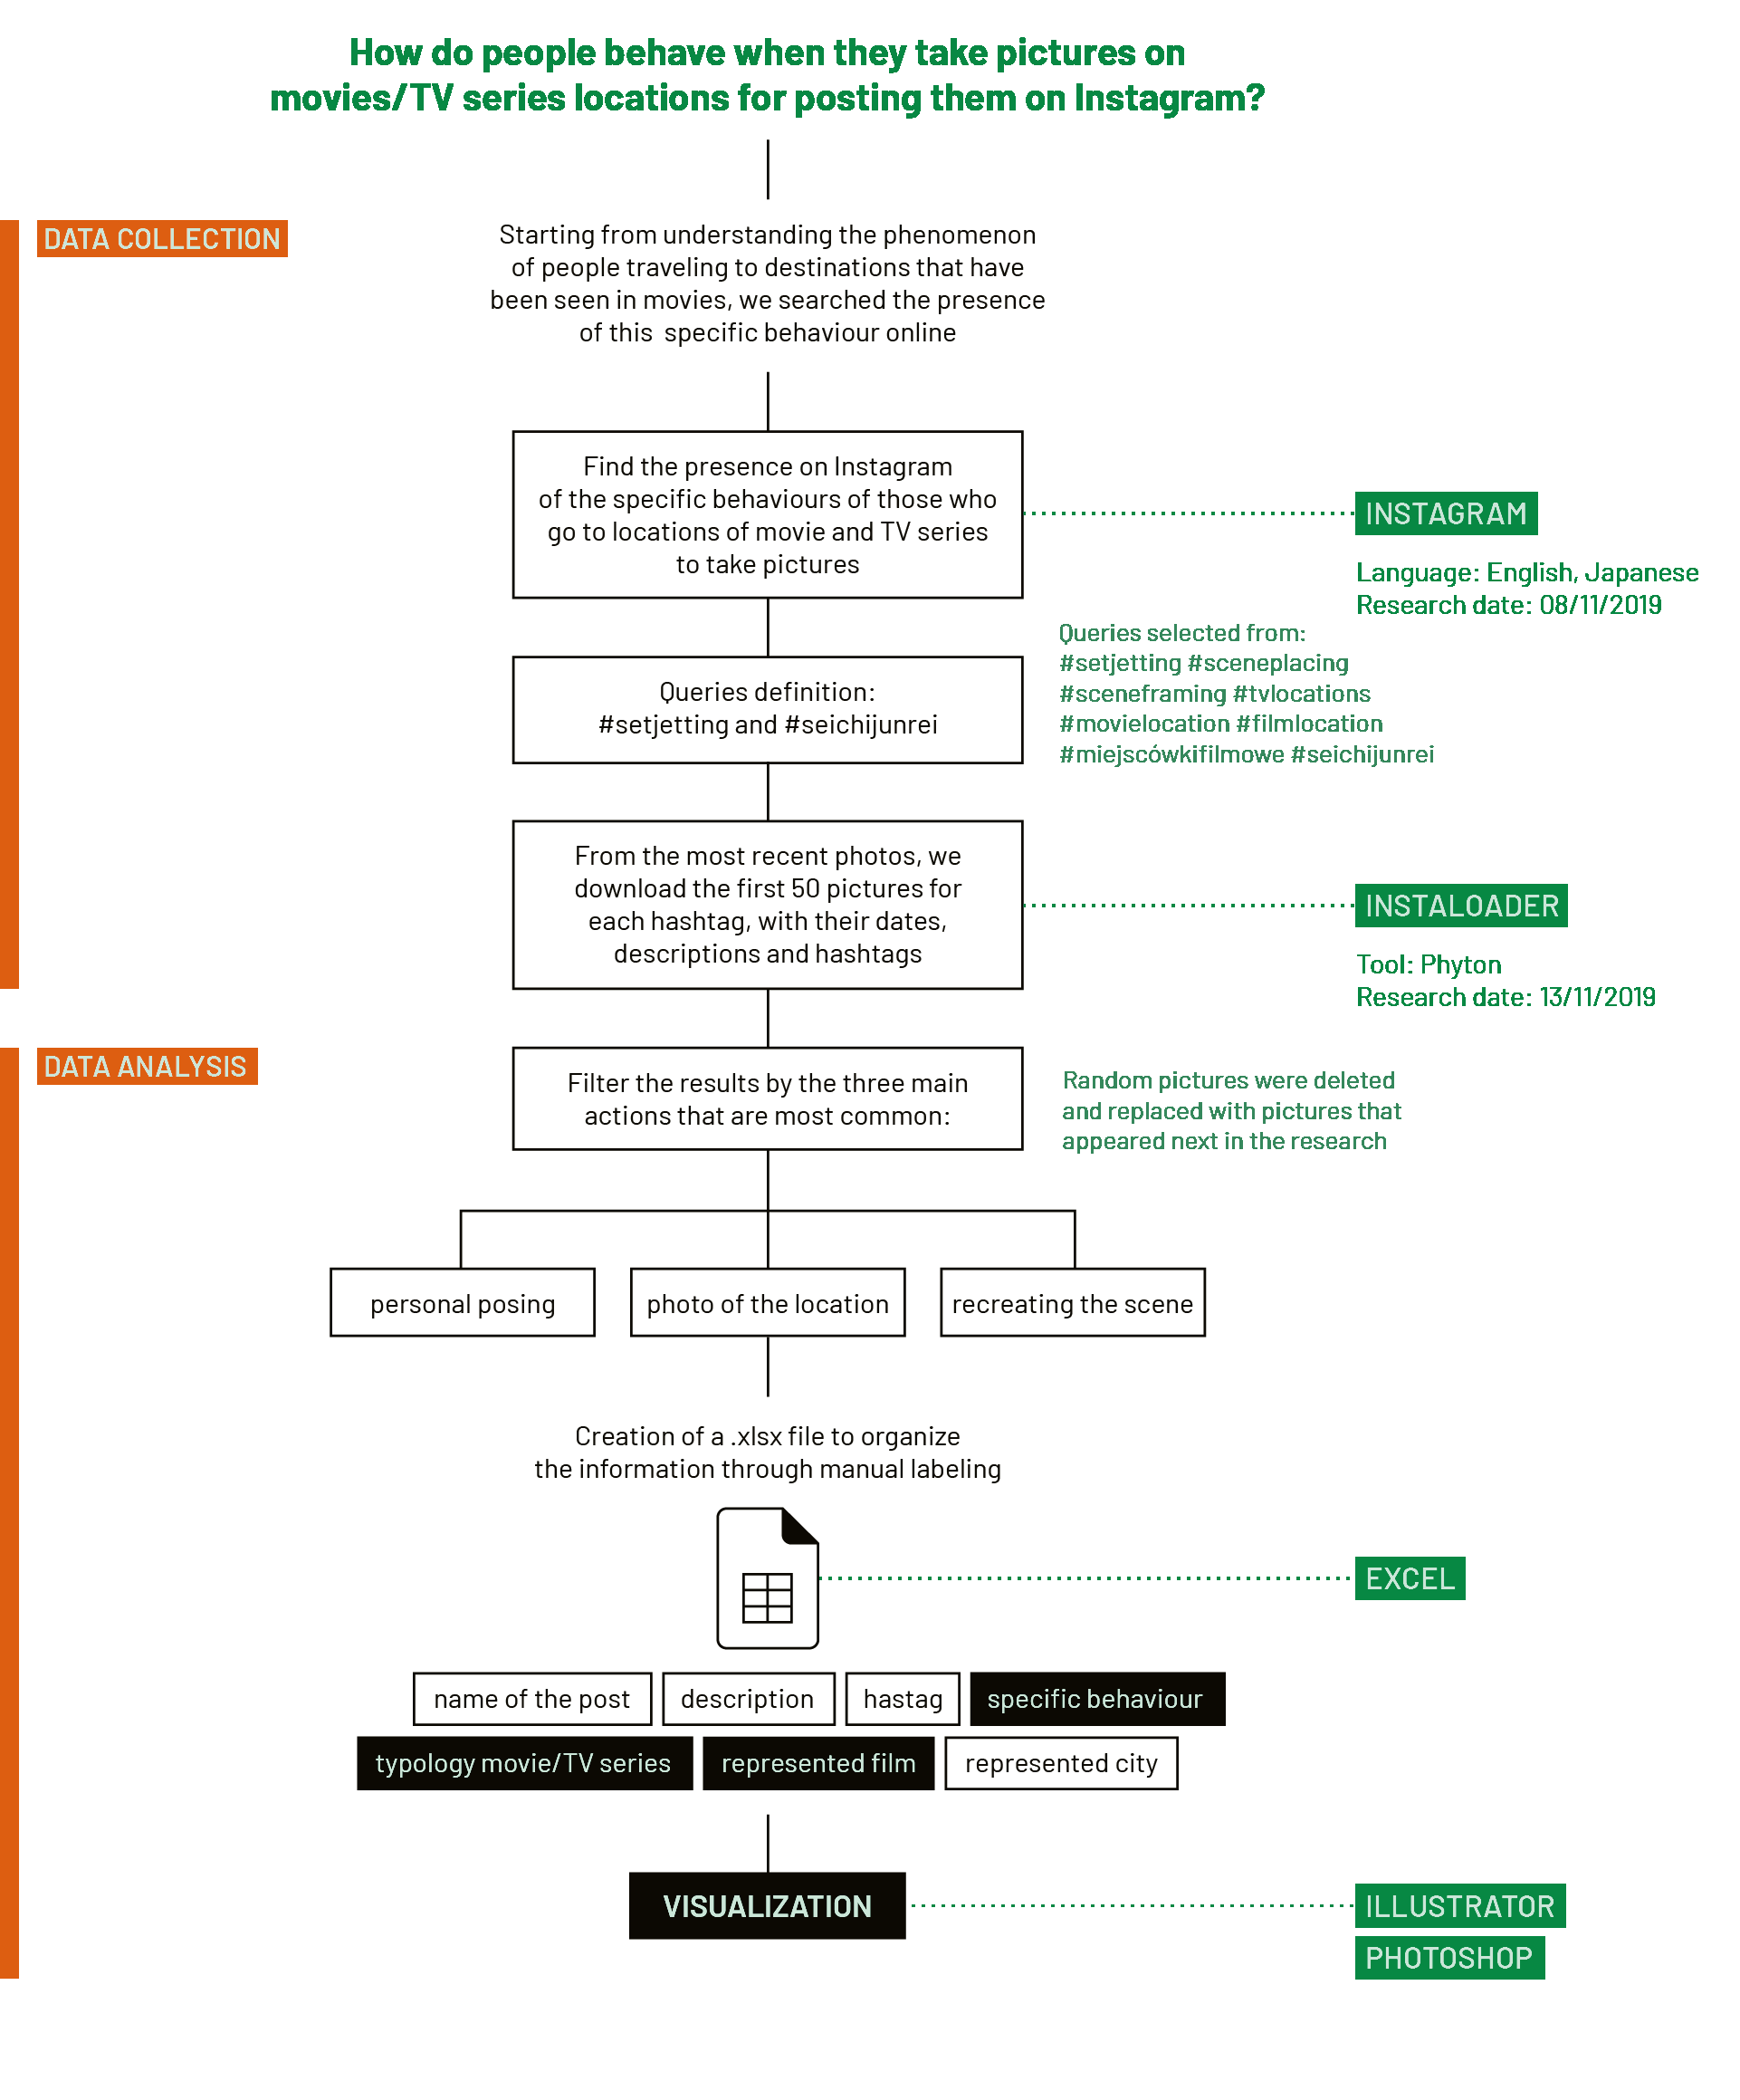 How do people behave when they take pictures on
movies/TV series locations for posting them on Instagram?
DATA COLLECTION
Starting from understanding the phenomenon
of people traveling to destinations that have
been seen in movies, we searched the presence
of this specific behaviour online
Find the presence on Instagram
of the specific behaviours of those who
go to locations of movie and TV series
to take pictures
INSTAGRAM
Language: English, Japanese
Research date: 08/11/2019
Queries definition:
#setjetting and #seichijunrei
Queries selected from:
#setjetting #sceneplacing
#sceneframing #tvlocations
#movielocation #filmlocation
#miejscówkifilmowe #seichijunrei
From the most recent photos, we
download the first 50 pictures for
each hashtag, with their dates,
descriptions and hashtags
INSTALOADER
Tool: Phyton
Research date: 13/11/2019
DATA ANALYSIS
Filter the results by the three main
actions that are most common:
Random pictures were deleted
and replaced with pictures that
appeared next in the research
personal posing
photo of the location
recreating the scene
Creation of a .xlsx file to organize
the information through manual labeling
EXCEL
name of the post
description
hastag
specific behaviour
typology movie/TV series
represented film
represented city
VISUALIZATION
ILLUSTRATOR
PHOTOSHOP